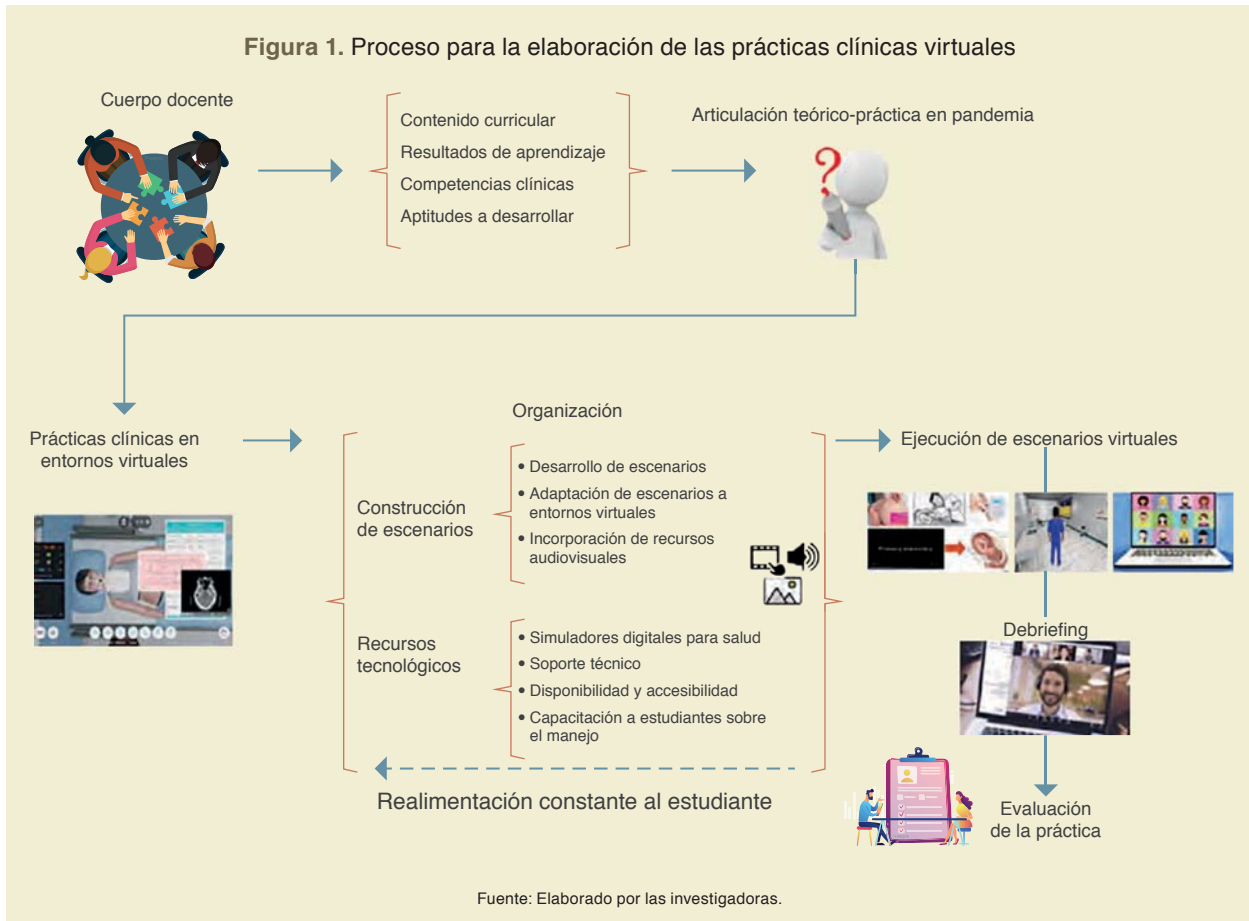 Figura 1. Proceso para la elaboración de las prácticas clínicas virtuales
Cuerpo docente
Contenido curricular
Resultados de aprendizaje
Competencias clínicas
Aptitudes a desarrollar
Articulación teórico-práctica en pandemia
?
Prácticas clínicas en
entornos virtuales
Organización
Construcción
de escenarios
• Desarrollo de escenarios
• Adaptación de escenarios a
entornos virtuales
• Incorporación de recursos
audiovisuales
Recursos
tecnológicos
• Simuladores digitales para salud
• Soporte técnico
• Disponibilidad y accesibilidad
• Capacitación a estudiantes sobre
el manejo
Realimentación constante al estudiante
Ejecución de escenarios virtuales
Debriefing
Evaluación
de la práctica
Fuente: Elaborado por las investigadoras.